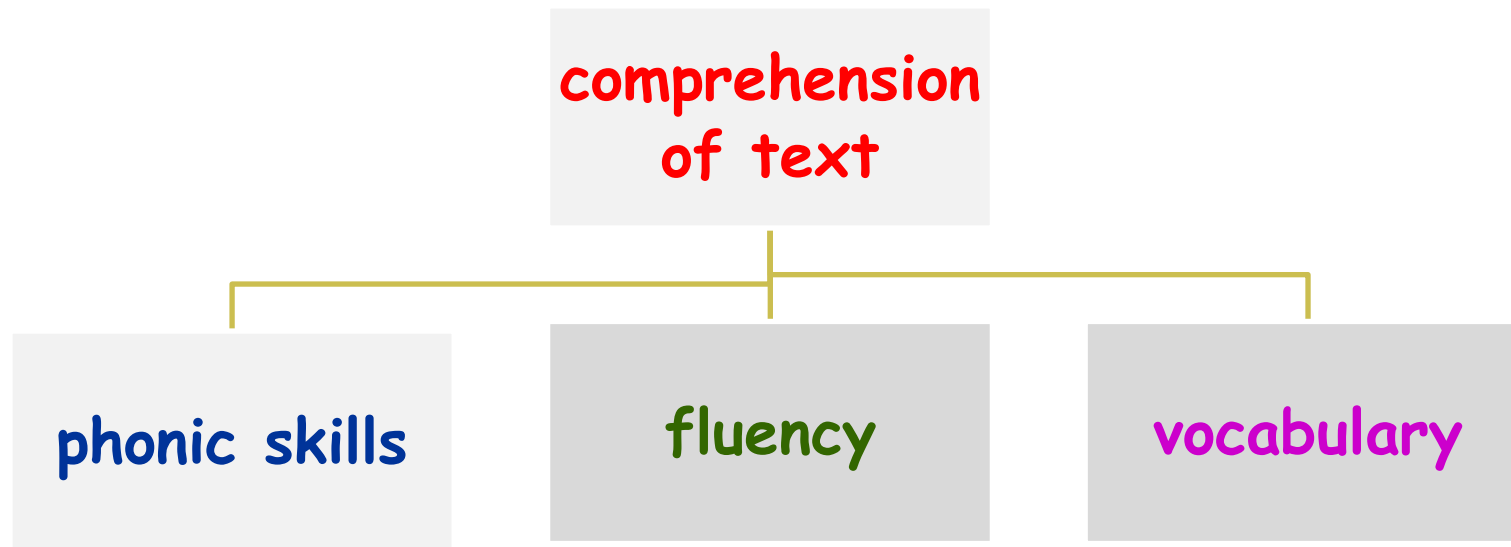 comprehension
of text
phonic skills
fluency
vocabulary